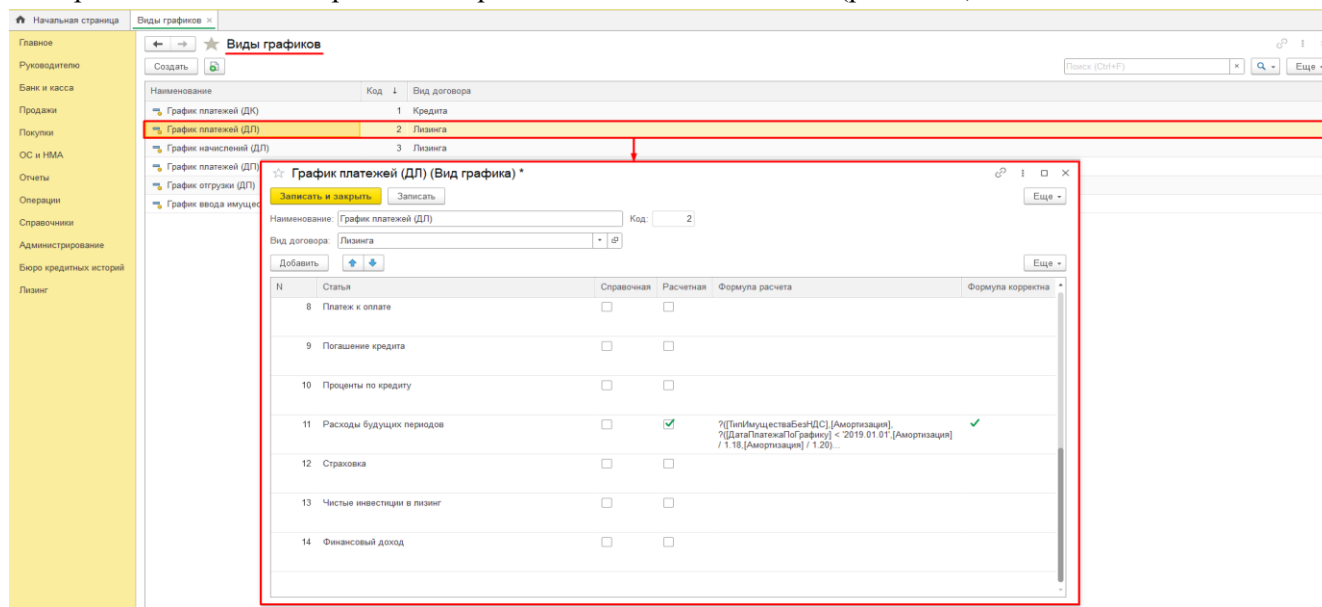 Начальная страница
Виды графиков ×
Главное
Руководителю
Банк и касса
Продажи
Покупки
ОС и НМА
Отчеты
Операции
Справочники
Администрирование
Бюро кредитных историй
Лизинг
Виды графиков
Создать
Поиск (Ctrl+F)
×
Еще
Наименование Код ↓ Вид договора
График платежей (ДК) 1 Кредита
График платежей (ДЛ) 2 Лизинга
График начислений (ДЛ) 3 Лизинга
График платежей (ДП)
График отгрузки (ДП)
График ввода имущес
График платежей (ДЛ) (Вид графика) *
Записать и закрыть Записать Еще
Наименование: График платежей (ДЛ) Код: 2
Вид договора: Лизинга
Добавить Еще
N Статья Справочная Расчетная Формула расчета Формула корректна
8 Платеж к оплате
9 Погашение кредита
10 Проценты по кредиту
11 Расходы будущих периодов ?([ТипИмуществаБезНДС],[Амортизация],
?([ДатаПлатежаПоГрафику] < '2019.01.01',[Амортизация]
/ 1.18,[Амортизация] / 1.20)...
12 Страховка
13 Чистые инвестиции в лизинг
14 Финансовый доход